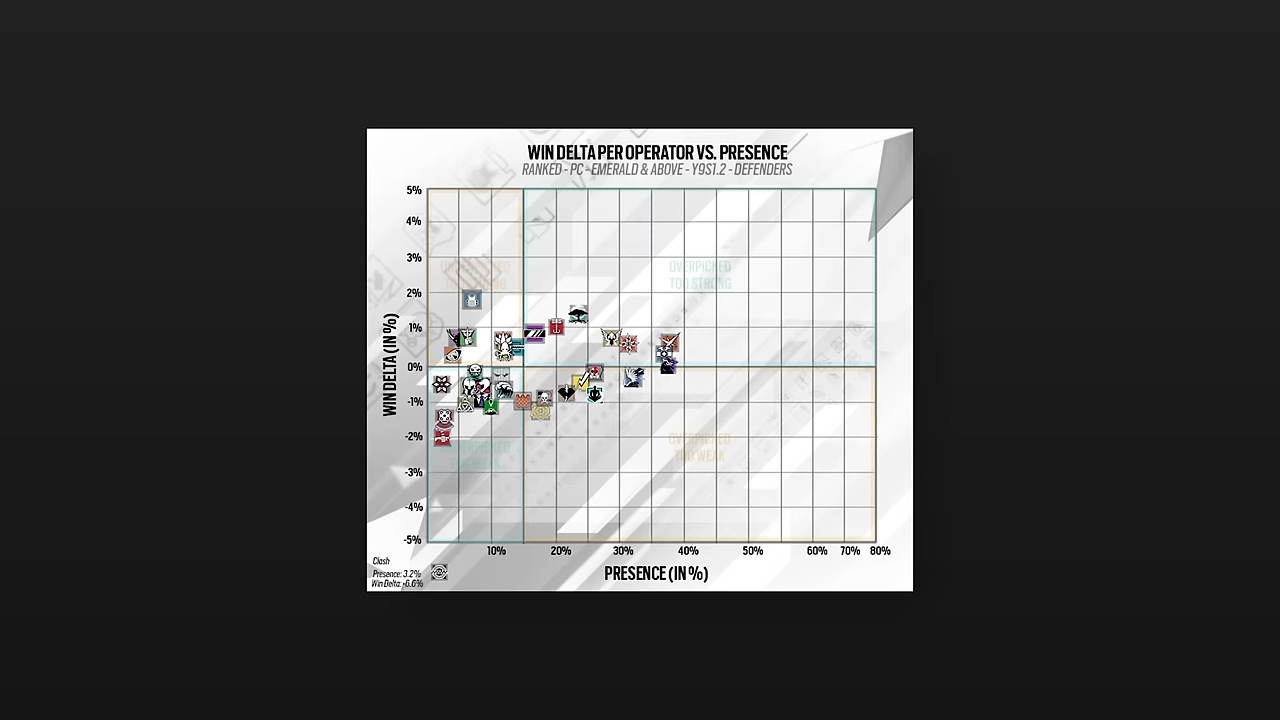 WIN DELTA PER OPERATOR VS. PRESENCE
RANKED - PC - EMERALD & ABOVE - Y9S1.2 - DEFENDERS
5%
4%
3%
2%
1%
0%
-1%
-2%
-3%
-4%
-5%
WIN DELTA (IN %)
OVERPICKED
TOO STRONG
OVERPICKED
TOO WEAK
10%
20%
30%
40%
50%
60%
70%
80%
PRESENCE (IN %)
Clash
Presence: 3.2%
Win Delta: -6.6%